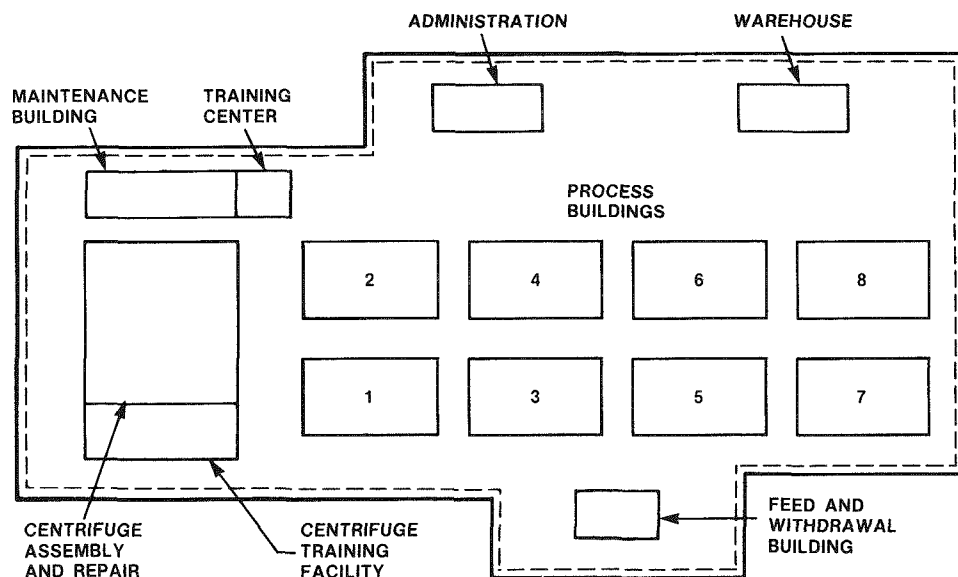 ADMINISTRATION
WAREHOUSE
MAINTENANCE
BUILDING
TRAINING
CENTER
PROCESS
BUILDINGS
2
4
6
8
1
3
5
7
CENTRIFUGE
ASSEMBLY
AND REPAIR
CENTRIFUGE
TRAINING
FACILITY
FEED AND
WITHDRAWAL
BUILDING